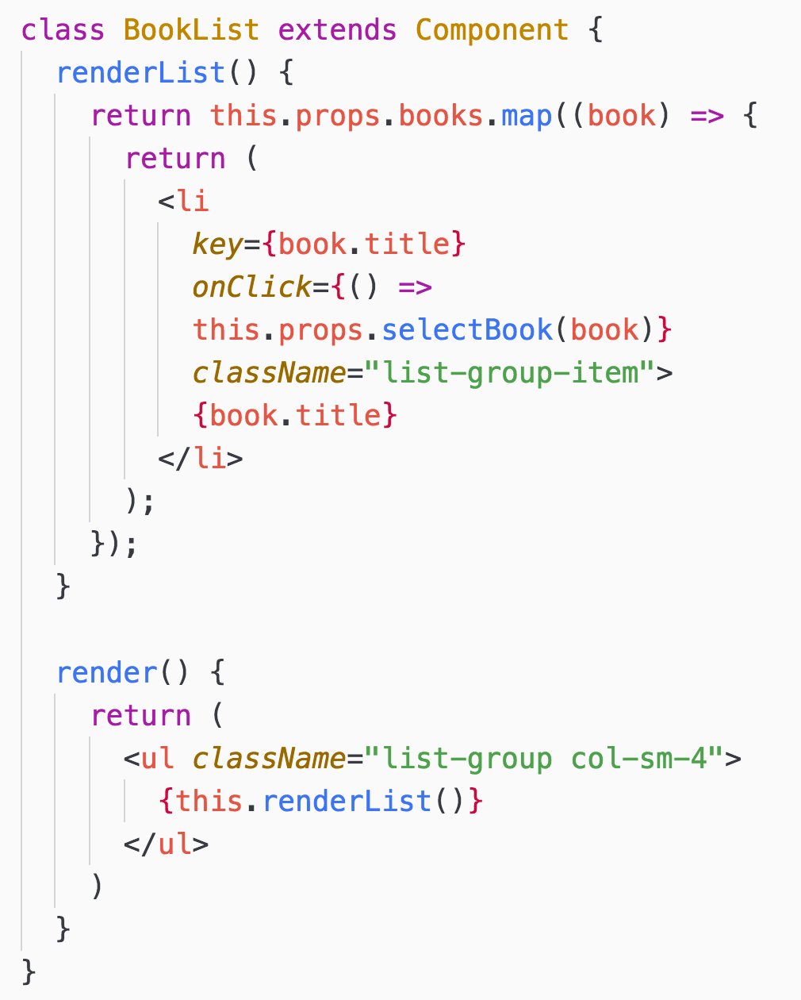 class BookList extends Component {
  renderList() {
    return this.props.books.map((book) => {
      return (
        <li
          key={book.title}
          onClick={() =>
          this.props.selectBook(book)}
          className="list-group-item">
          {book.title}
        </li>
      );
    });
  }

  render() {
    return (
      <ul className="list-group col-sm-4">
        {this.renderList()}
      </ul>
    )
  }
}